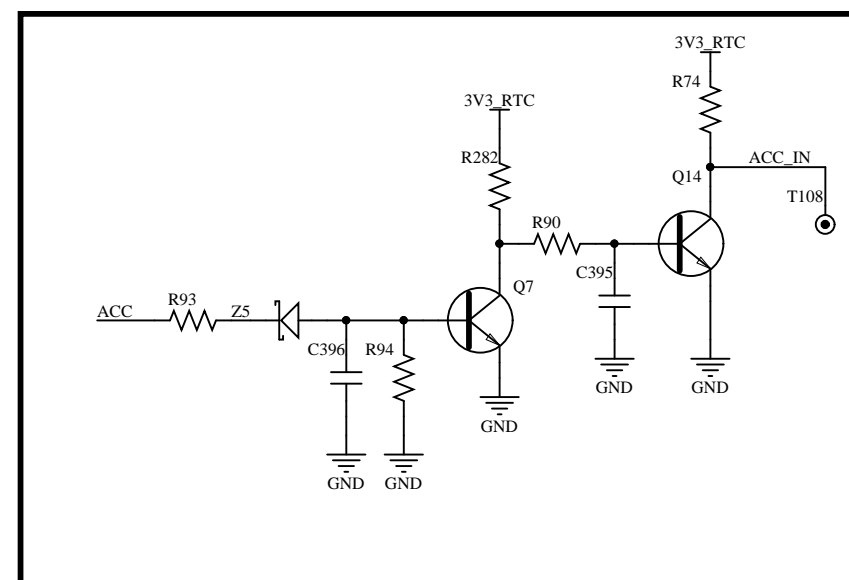 3V3_RTC
R74
3V3_RTC
R282
ACC_IN
Q14
T108
R90
C395
Q7
R93
ACC
Z5
C396
R94
GND
GND
GND
GND
GND